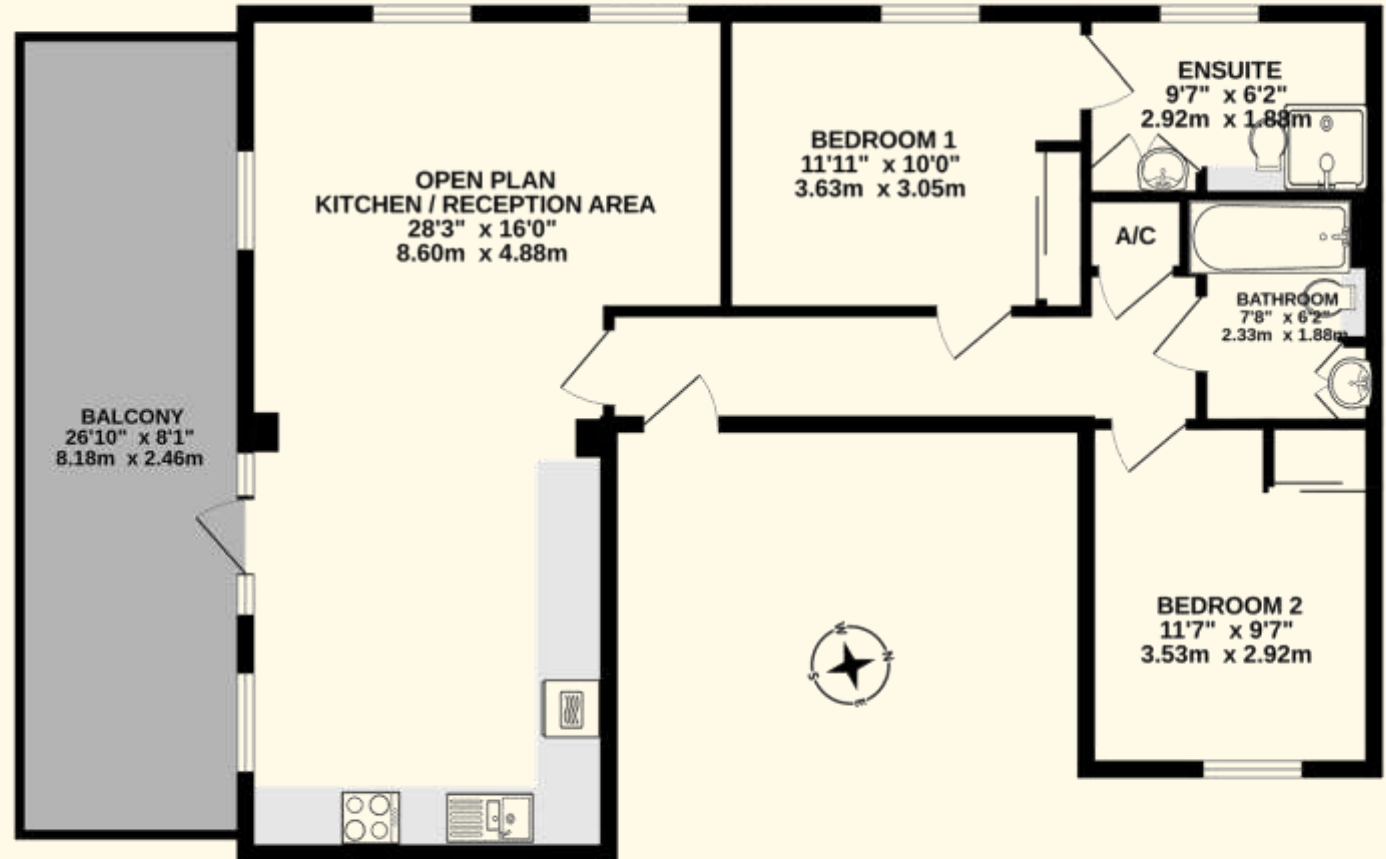 ENSUITE
9'7" x 6'2"
2.92m x 1.88m
BEDROOM 1
11'11" x 10'0"
3.63m x 3.05m
OPEN PLAN
KITCHEN / RECEPTION AREA
28'3" x 16'0"
8.60m x 4.88m
A/C
BATHROOM
7'8" x 6'2"
2.33m x 1.88m
BALCONY
26'10" x 8'1"
8.18m x 2.46m
BEDROOM 2
11'7" x 9'7"
3.53m x 2.92m
W
N
S
E